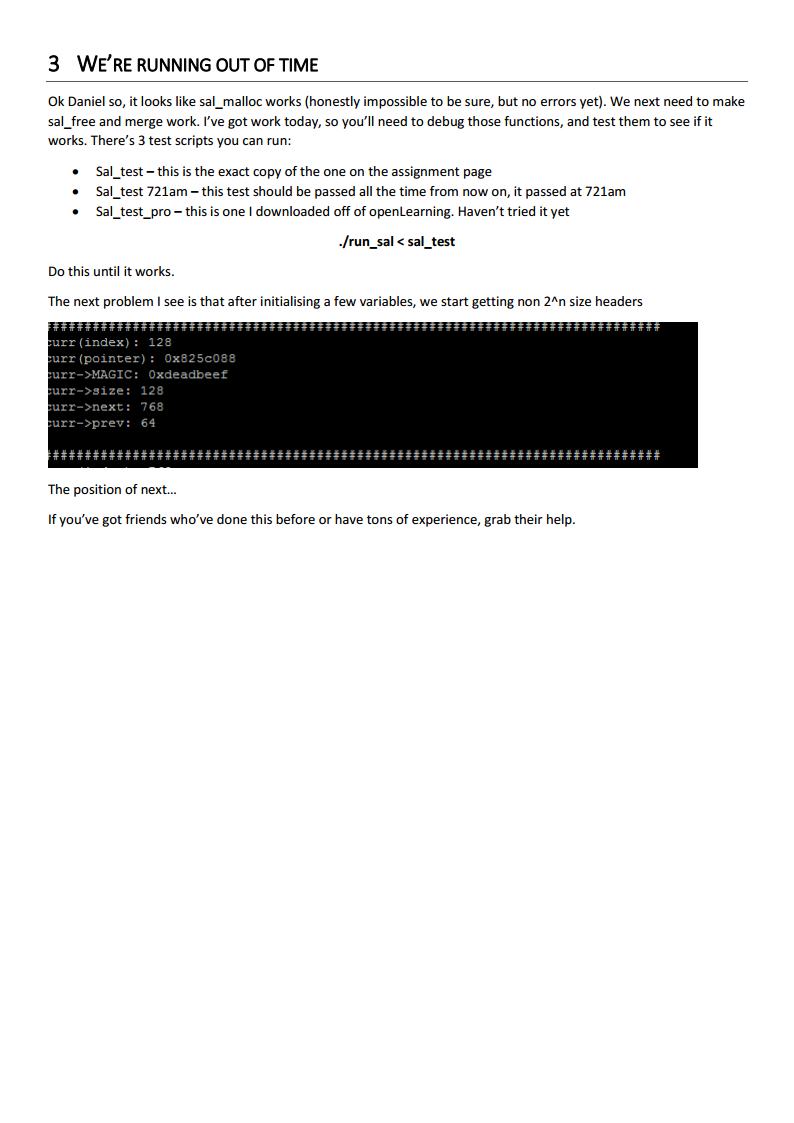 3 WE'RE RUNNING OUT OF TIME
Ok Daniel so, it looks like sal_malloc works (honestly impossible to be sure, but no errors yet). We next need to make
sal_free and merge work. I've got work today, so you'll need to debug those functions, and test them to see if it
works. There's 3 test scripts you can run:
• Sal_test – this is the exact copy of the one on the assignment page
• Sal_test 721am – this test should be passed all the time from now on, it passed at 721am
• Sal_test_pro – this is one I downloaded off of openLearning. Haven't tried it yet
./run_sal < sal_test
Do this until it works.
The next problem I see is that after initialising a few variables, we start getting non 2^n size headers
################################################################################
curr(index): 128
curr(pointer): 0x825c088
curr->MAGIC: 0xdeadbeef
curr->size: 128
curr->next: 768
curr->prev: 64
################################################################################
The position of next…
If you've got friends who've done this before or have tons of experience, grab their help.